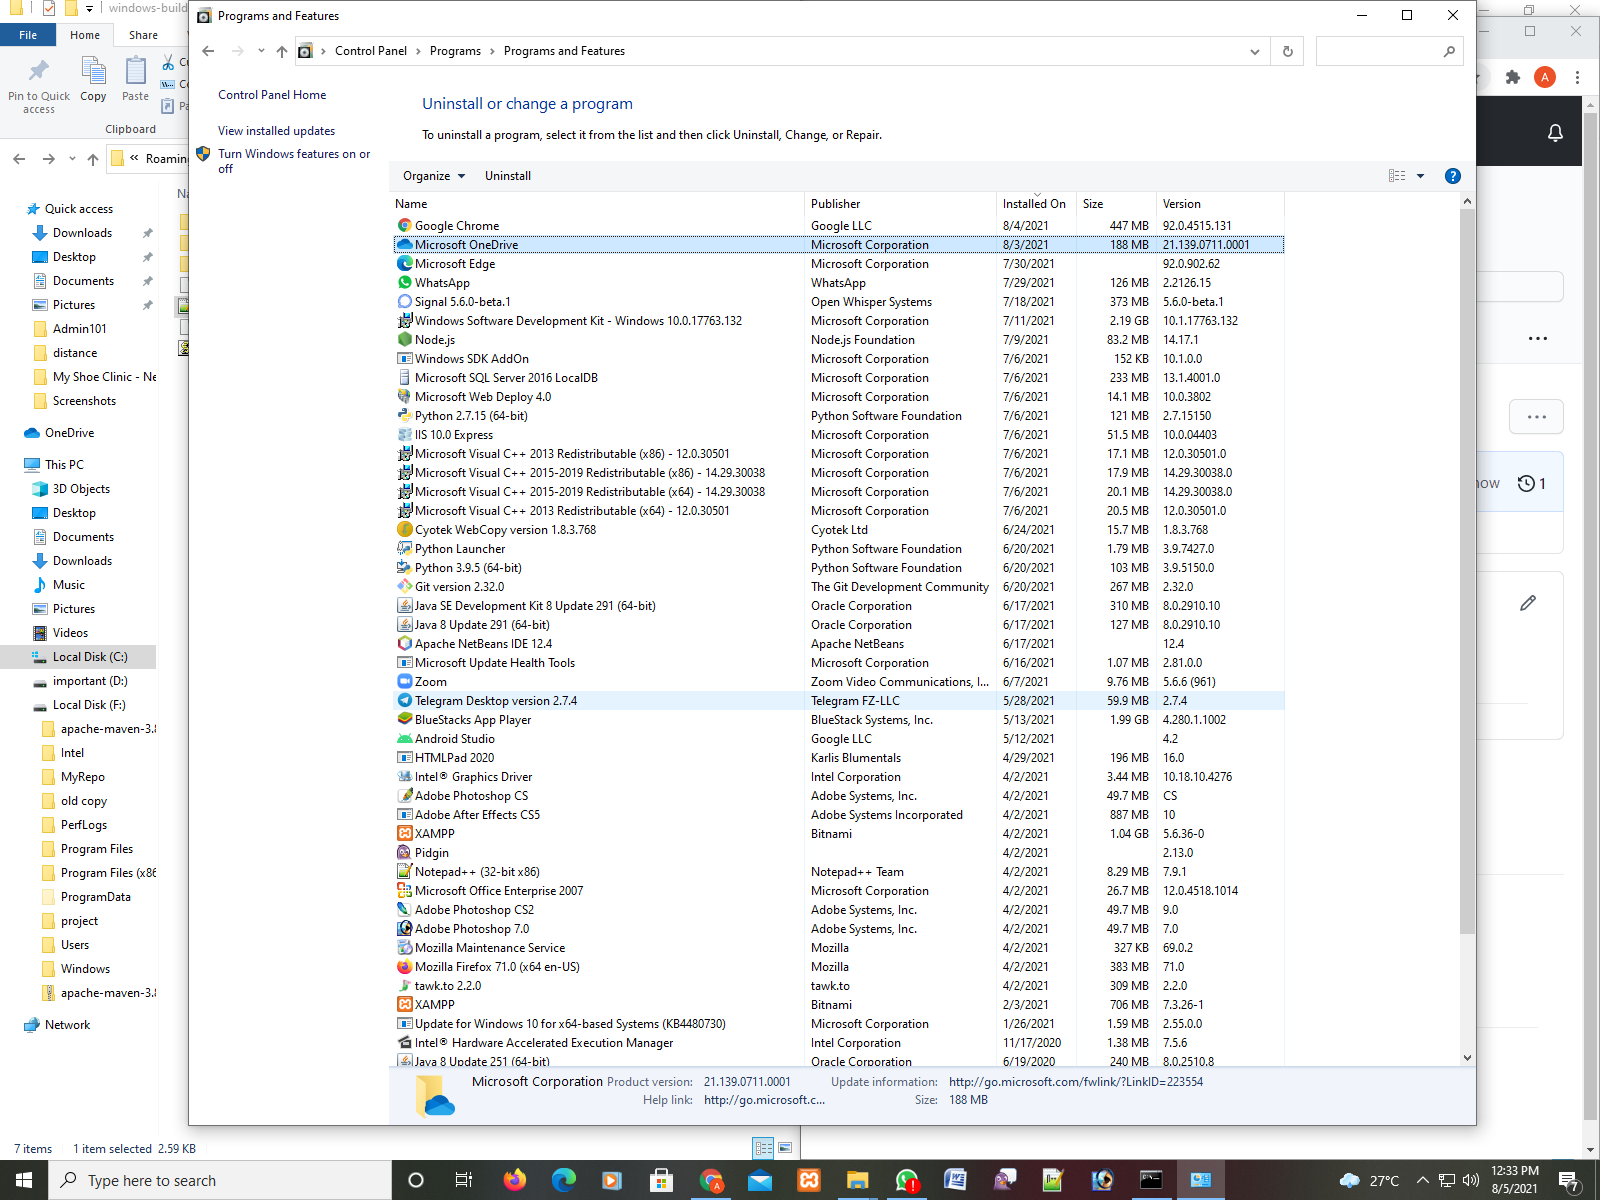 windows-build
File Home Share
Pin to Quick access
Copy
Paste
Clipboard
Roaming
Quick access
Downloads
Desktop
Documents
Pictures
Admin101
distance
My Shoe Clinic - Ne
Screenshots
OneDrive
This PC
3D Objects
Desktop
Documents
Downloads
Music
Pictures
Videos
Local Disk (C:)
important (D:)
Local Disk (F:)
apache-maven-3.8
Intel
MyRepo
old copy
PerfLogs
Program Files
Program Files (x86
ProgramData
project
Users
Windows
apache-maven-3.8
Network
7 items 1 item selected 2.59 KB
Programs and Features
Control Panel › Programs › Programs and Features
Control Panel Home
View installed updates
Turn Windows features on or
off
Uninstall or change a program
To uninstall a program, select it from the list and then click Uninstall, Change, or Repair.
Organize Uninstall
Name Publisher Installed On Size Version
Google Chrome Google LLC 8/4/2021 447 MB 92.0.4515.131
Microsoft OneDrive Microsoft Corporation 8/3/2021 188 MB 21.139.0711.0001
Microsoft Edge Microsoft Corporation 7/30/2021 92.0.902.62
WhatsApp WhatsApp 7/29/2021 126 MB 2.2126.15
Signal 5.6.0-beta.1 Open Whisper Systems 7/18/2021 373 MB 5.6.0-beta.1
Windows Software Development Kit - Windows 10.0.17763.132 Microsoft Corporation 7/11/2021 2.19 GB 10.1.17763.132
Node.js Node.js Foundation 7/9/2021 83.2 MB 14.17.1
Windows SDK AddOn Microsoft Corporation 7/6/2021 152 KB 10.1.0.0
Microsoft SQL Server 2016 LocalDB Microsoft Corporation 7/6/2021 233 MB 13.1.4001.0
Microsoft Web Deploy 4.0 Microsoft Corporation 7/6/2021 14.1 MB 10.0.3802
Python 2.7.15 (64-bit) Python Software Foundation 7/6/2021 121 MB 2.7.15150
IIS 10.0 Express Microsoft Corporation 7/6/2021 51.5 MB 10.0.04403
Microsoft Visual C++ 2013 Redistributable (x86) - 12.0.30501 Microsoft Corporation 7/6/2021 17.1 MB 12.0.30501.0
Microsoft Visual C++ 2015-2019 Redistributable (x86) - 14.29.30038 Microsoft Corporation 7/6/2021 17.9 MB 14.29.30038.0
Microsoft Visual C++ 2015-2019 Redistributable (x64) - 14.29.30038 Microsoft Corporation 7/6/2021 20.1 MB 14.29.30038.0
Microsoft Visual C++ 2013 Redistributable (x64) - 12.0.30501 Microsoft Corporation 7/6/2021 20.5 MB 12.0.30501.0
Cyotek WebCopy version 1.8.3.768 Cyotek Ltd 6/24/2021 15.7 MB 1.8.3.768
Python Launcher Python Software Foundation 6/20/2021 1.79 MB 3.9.7427.0
Python 3.9.5 (64-bit) Python Software Foundation 6/20/2021 103 MB 3.9.5150.0
Git version 2.32.0 The Git Development Community 6/20/2021 267 MB 2.32.0
Java SE Development Kit 8 Update 291 (64-bit) Oracle Corporation 6/17/2021 310 MB 8.0.2910.10
Java 8 Update 291 (64-bit) Oracle Corporation 6/17/2021 127 MB 8.0.2910.10
Apache NetBeans IDE 12.4 Apache NetBeans 6/17/2021 12.4
Microsoft Update Health Tools Microsoft Corporation 6/16/2021 1.07 MB 2.81.0.0
Zoom Zoom Video Communications, I... 6/7/2021 9.76 MB 5.6.6 (961)
Telegram Desktop version 2.7.4 Telegram FZ-LLC 5/28/2021 59.9 MB 2.7.4
BlueStacks App Player BlueStack Systems, Inc. 5/13/2021 1.99 GB 4.280.1.1002
Android Studio Google LLC 5/12/2021 4.2
HTMLPad 2020 Karlis Blumentals 4/29/2021 196 MB 16.0
Intel® Graphics Driver Intel Corporation 4/2/2021 3.44 MB 10.18.10.4276
Adobe Photoshop CS Adobe Systems, Inc. 4/2/2021 49.7 MB CS
Adobe After Effects CS5 Adobe Systems Incorporated 4/2/2021 887 MB 10
XAMPP Bitnami 4/2/2021 1.04 GB 5.6.36-0
Pidgin 4/2/2021 2.13.0
Notepad++ (32-bit x86) Notepad++ Team 4/2/2021 8.29 MB 7.9.1
Microsoft Office Enterprise 2007 Microsoft Corporation 4/2/2021 26.7 MB 12.0.4518.1014
Adobe Photoshop CS2 Adobe Systems, Inc. 4/2/2021 49.7 MB 9.0
Adobe Photoshop 7.0 Adobe Systems, Inc. 4/2/2021 49.7 MB 7.0
Mozilla Maintenance Service Mozilla 4/2/2021 327 KB 69.0.2
Mozilla Firefox 71.0 (x64 en-US) Mozilla 4/2/2021 383 MB 71.0
tawk.to 2.2.0 tawk.to 4/2/2021 309 MB 2.2.0
XAMPP Bitnami 2/3/2021 706 MB 7.3.26-1
Update for Windows 10 for x64-based Systems (KB4480730) Microsoft Corporation 1/26/2021 1.59 MB 2.55.0.0
Intel® Hardware Accelerated Execution Manager Intel Corporation 11/17/2020 1.38 MB 7.5.6
Java 8 Update 251 (64-bit) Oracle Corporation 6/19/2020 240 MB 8.0.2510.8
Microsoft Corporation Product version: 21.139.0711.0001 Update information: http://go.microsoft.com/fwlink/?LinkID=223554
Help link: http://go.microsoft.c... Size: 188 MB
A
now 1
Type here to search
27°C
12:33 PM
8/5/2021
7